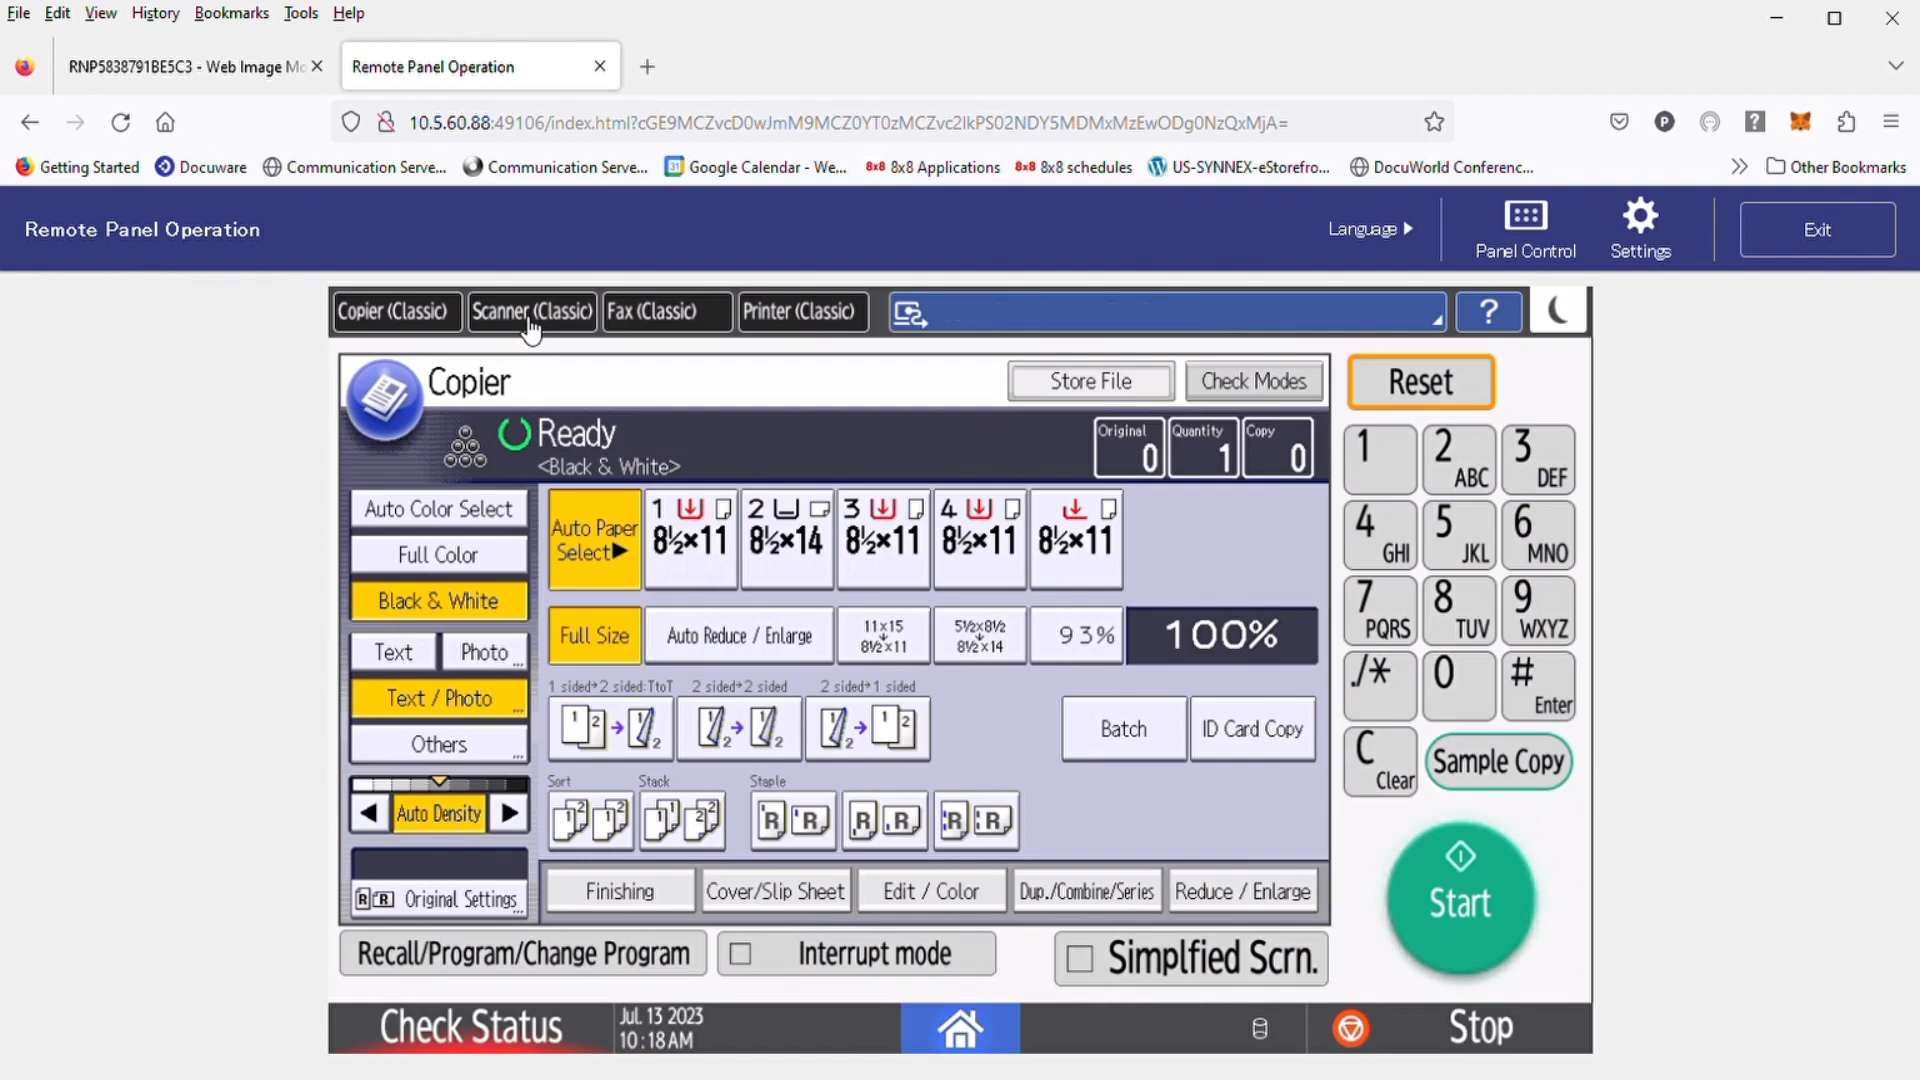 File Edit View History Bookmarks Tools Help
RNP5838791BE5C3 - Web Image Mo
Remote Panel Operation
10.5.60.88:49106/index.html?cGE9MCZvcD0wJmM9MCZ0YT0zMCZvc2lkPS02NDY5MDMxMzEwODg0NzQxMjA=
Getting Started Docuware Communication Serve... Communication Serve... Google Calendar - We... 8x8 8x8 Applications 8x8 8x8 schedules US-SYNNEX-eStorefro... DocuWorld Conferenc... Other Bookmarks
Remote Panel Operation
Language
Panel Control
Settings
Exit
Copier (Classic) Scanner (Classic) Fax (Classic) Printer (Classic) ?
Copier
Store File Check Modes
Reset
Ready
<Black & White>
Original 0
Quantity 1
Copy 0
Auto Color Select
Full Color
Black & White
Text Photo
Text / Photo
Others
Auto Density
Original Settings
Auto Paper
Select▶
1 8½×11
2 8½×14
3 8½×11
4 8½×11
8½×11
Full Size Auto Reduce / Enlarge
11x15
8½x11
5½x8½
8½x14
93% 100%
1 sided→2 sided:TtoT 2 sided→2 sided 2 sided→1 sided
Batch ID Card Copy
Sort Stack Staple
Finishing Cover/Slip Sheet Edit / Color Dup./Combine/Series Reduce / Enlarge
Recall/Program/Change Program Interrupt mode Simplfied Scrn.
1 2 ABC 3 DEF
4 GHI 5 JKL 6 MNO
7 PQRS 8 TUV 9 WXYZ
./* 0 # Enter
C Clear Sample Copy
Start
Check Status
Jul. 13 2023
10:18AM
Stop